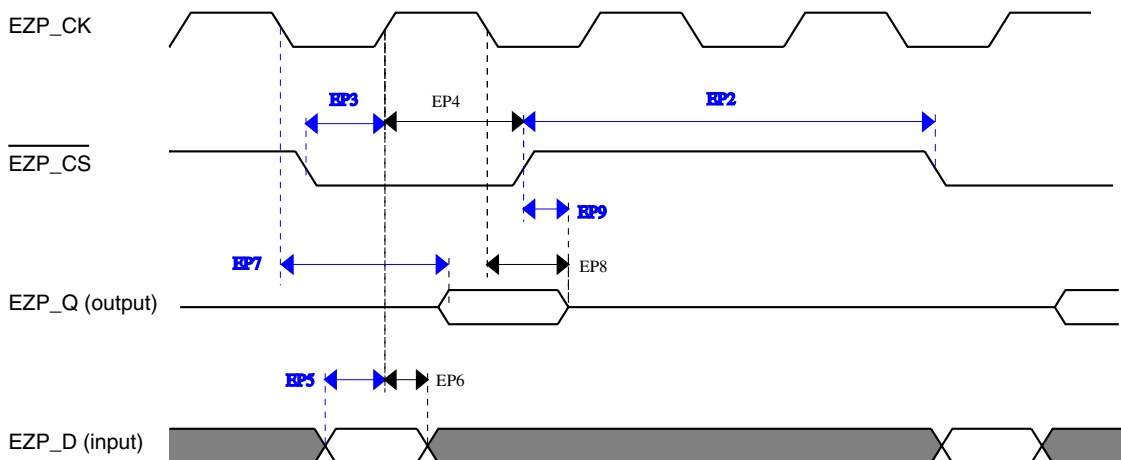 EZP_CK
EP3
EP4
EP2
EZP_CS
EP9
EP7
EP8
EZP_Q (output)
EP5
EP6
EZP_D (input)